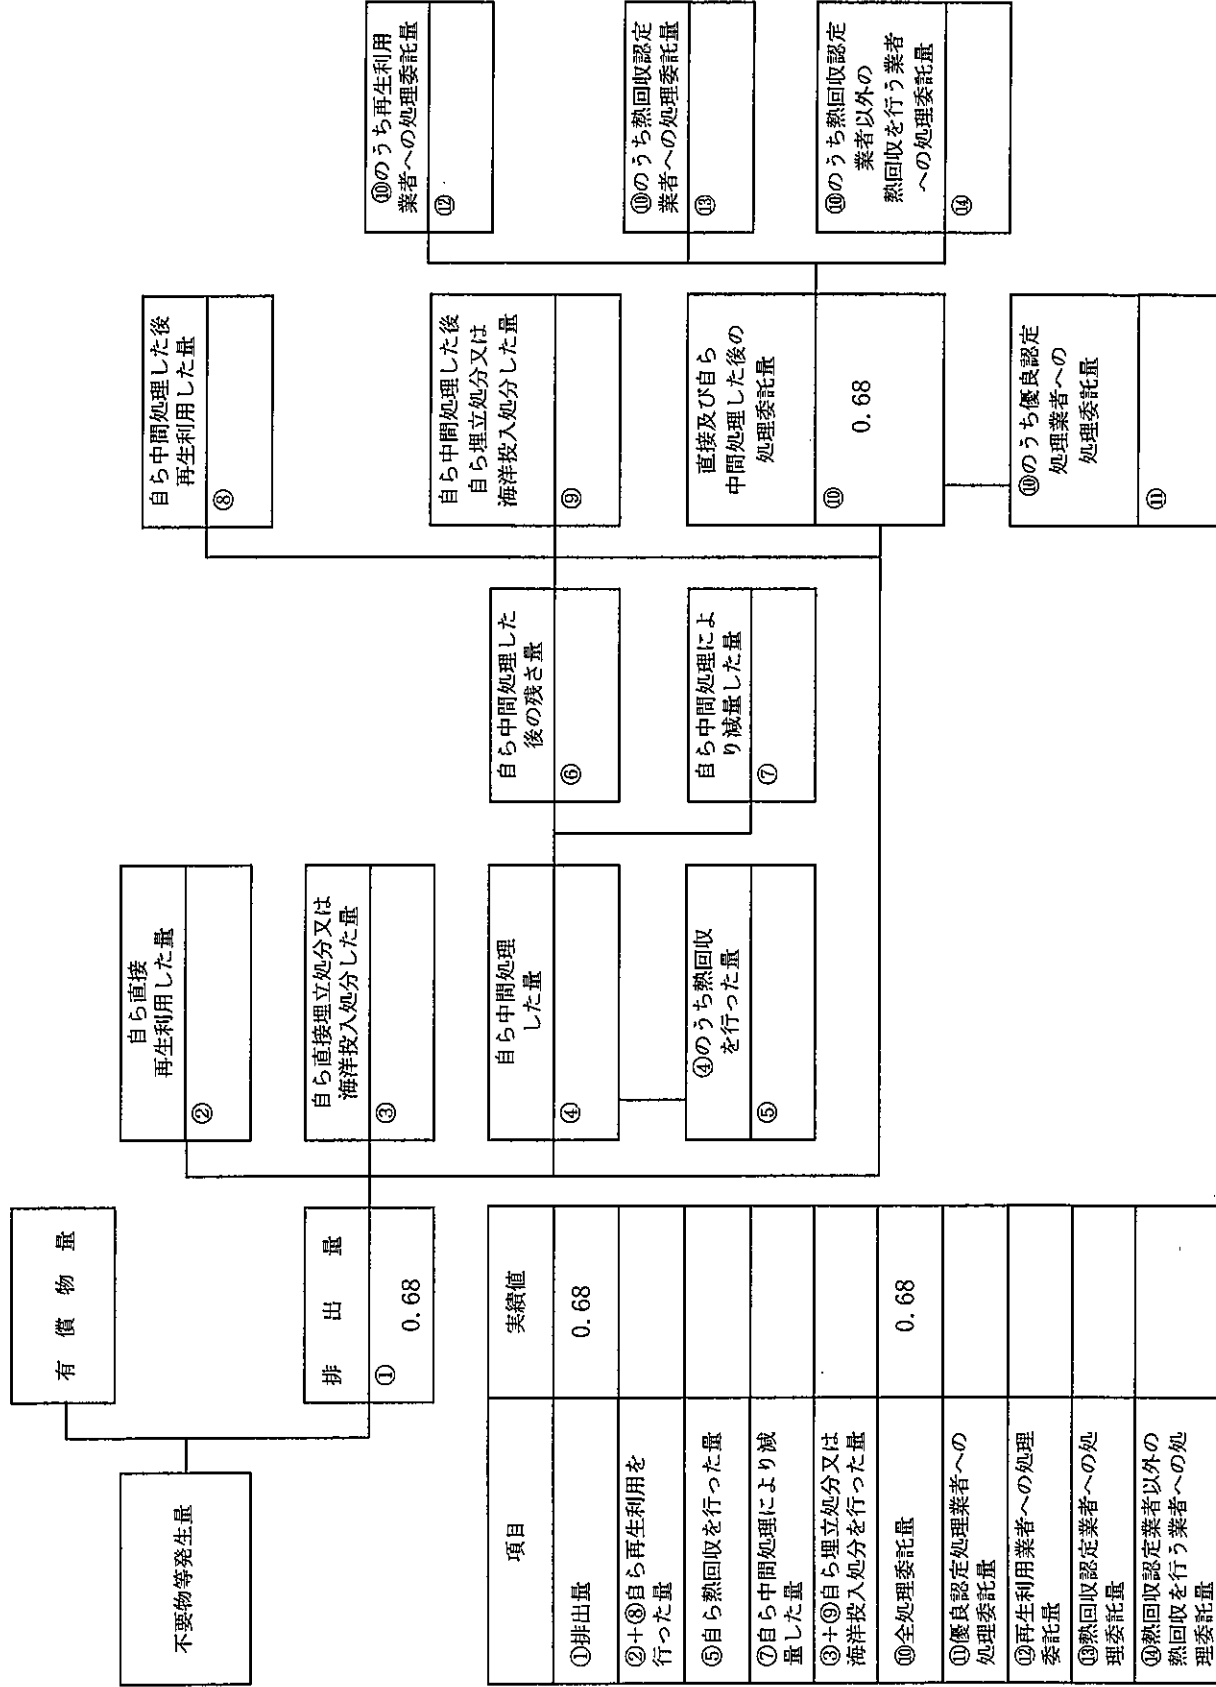 不要物等発生量
有償物量
排出量
①
0.68
自ら直接
再生利用した量
②
自ら直接埋立処分又は
海洋投入処分した量
③
自ら中間処理
した量
④
④のうち熱回収
を行った量
⑤
自ら中間処理した
後の残さ量
⑥
自ら中間処理によ
り減量した量
⑦
自ら中間処理した後
再生利用した量
⑧
自ら中間処理した後
自ら埋立処分又は
海洋投入処分した量
⑨
直接及び自ら
中間処理した後の
処理委託量
⑩
0.68
⑩のうち優良認定
処理業者への
処理委託量
⑪
⑩のうち再生利用
業者への処理委託量
⑫
⑩のうち熱回収認定
業者への処理委託量
⑬
⑩のうち熱回収認定
業者以外の
熱回収を行う業者
への処理委託量
⑭
項目 実績値
①排出量 0.68
②+⑧自ら再生利用を
行った量
⑤自ら熱回収を行った量
⑦自ら中間処理により減
量した量
③+⑨自ら埋立処分又は
海洋投入処分を行った量
⑩全処理委託量 0.68
⑪優良認定処理業者への
処理委託量
⑫再生利用業者への処理
委託量
⑬熱回収認定業者への処
理委託量
⑭熱回収認定業者以外の
熱回収を行う業者への処
理委託量